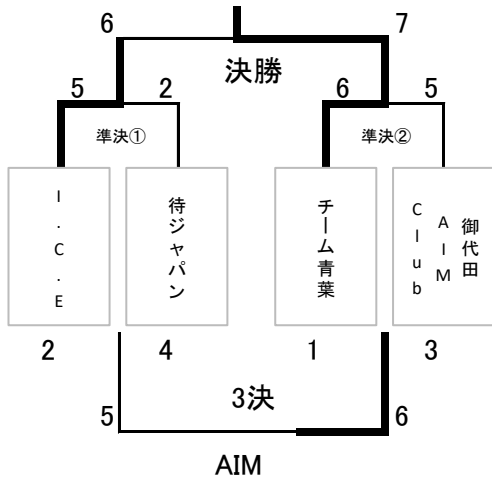 6 7
決勝
5 2 6 5
準決① 準決②
I.C.E
待ジャパン
チーム青葉
御代田
AIM
Club
2 4 1 3
3決
5 6
AIM